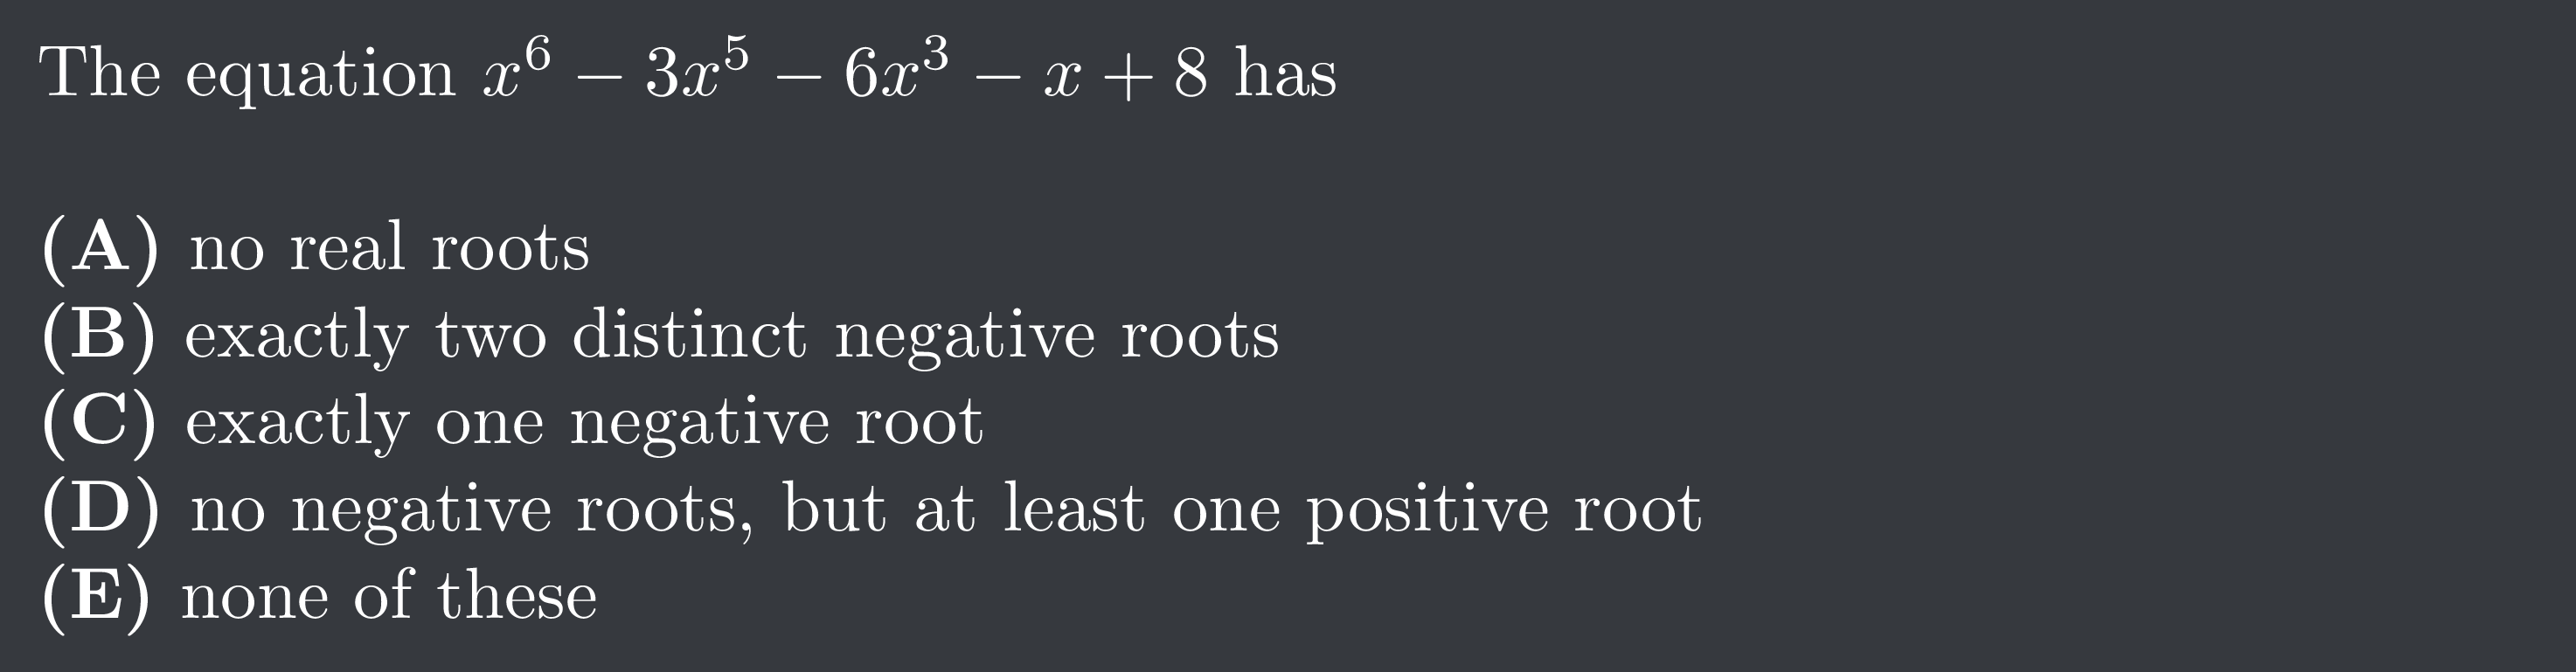 The equation $x^6 - 3x^5 - 6x^3 - x + 8$ has
(A) no real roots
(B) exactly two distinct negative roots
(C) exactly one negative root
(D) no negative roots, but at least one positive root
(E) none of these